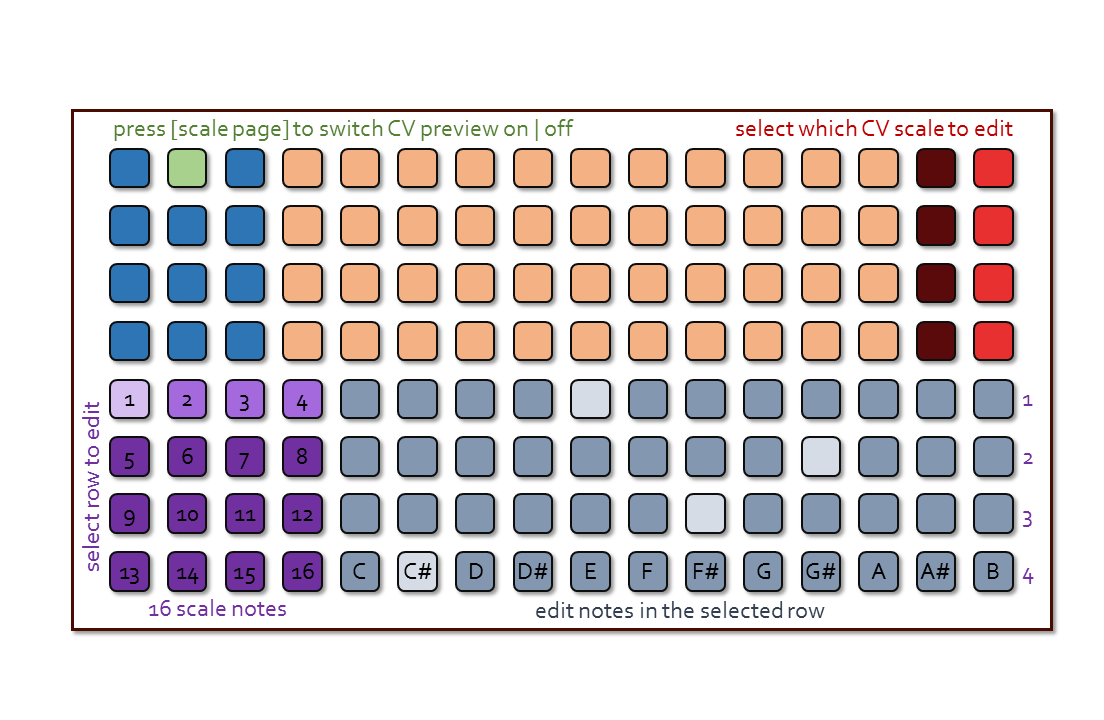 press [scale page] to switch CV preview on | off
select which CV scale to edit
select row to edit
1 2 3 4 1
5 6 7 8 2
9 10 11 12 3
13 14 15 16 C C# D D# E F F# G G# A A# B 4
16 scale notes
edit notes in the selected row